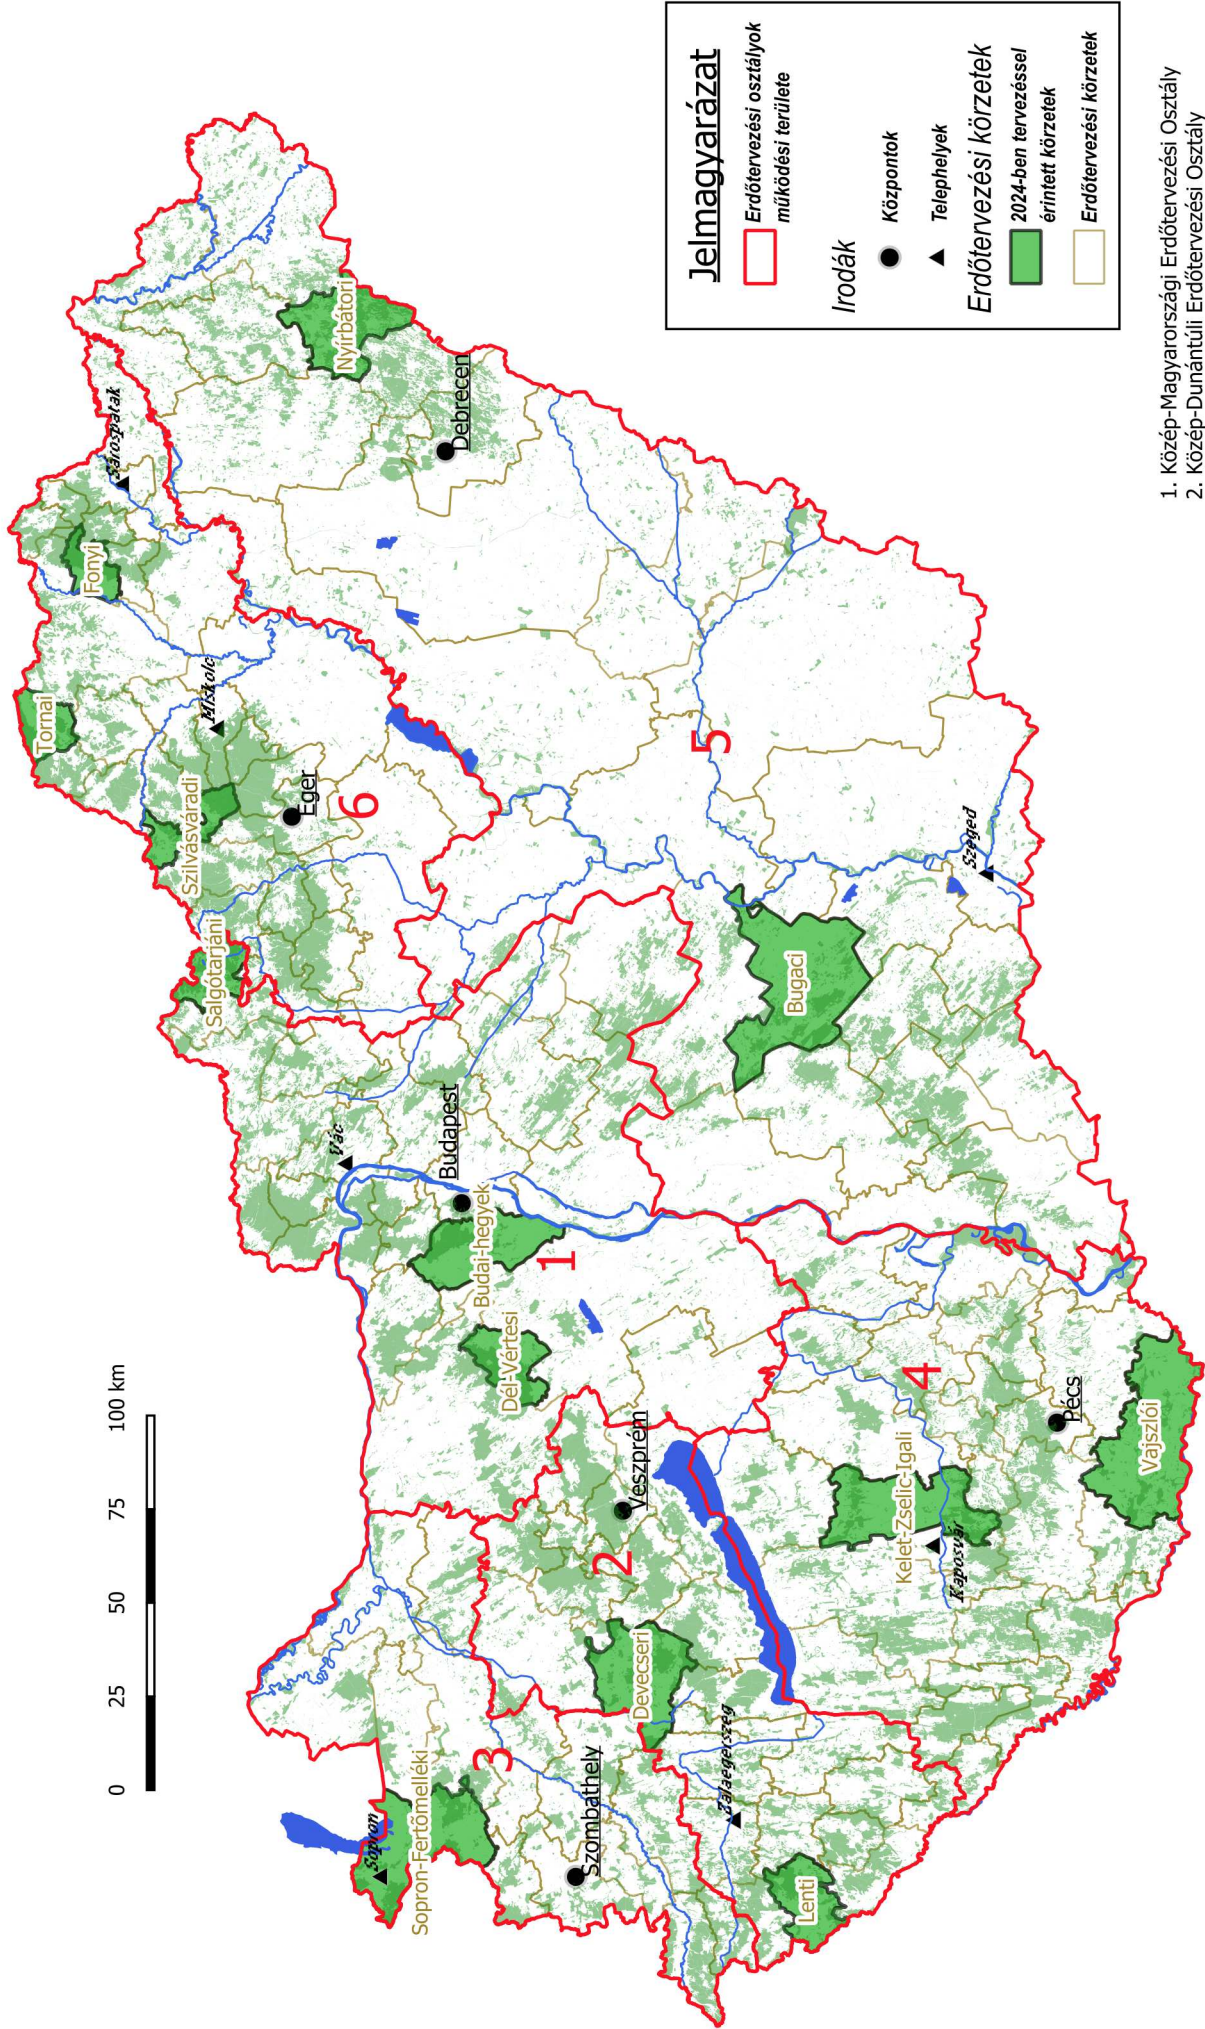 0 25 50 75 100 km
Sopron
Sopron-Fertőmelléki
3
Szombathely
Lenti
Zalaegerszeg
Devecseri
2
Veszprém
Dél-Vértesi
Budai-hegyek
1
Budapest
Vác
Salgótarjáni
Szilvásváradi
Eger
6
Miskolc
Tornai
Fonyi
Sárospatak
Nyírbátori
Debrecen
5
Bugaci
Szeged
Kelet-Zselic-Igali
Kaposvár
4
Pécs
Vajszlói
Jelmagyarázat
Erdőtervezési osztályok
működési területe
Irodák
Központok
Telephelyek
Erdőtervezési körzetek
2024-ben tervezéssel
érintett körzetek
Erdőtervezési körzetek
1. Közép-Magyarországi Erdőtervezési Osztály
2. Közép-Dunántúli Erdőtervezési Osztály